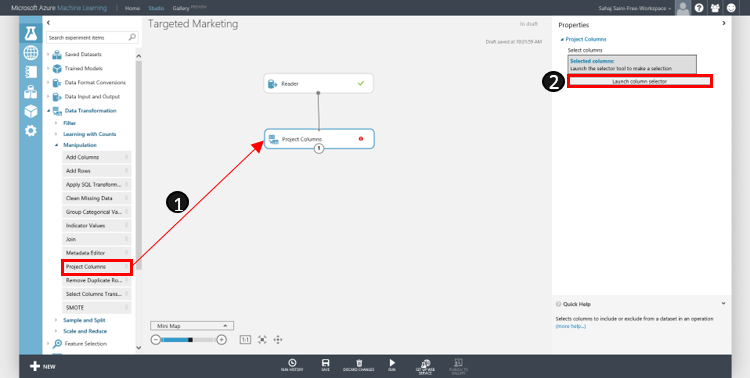 Microsoft Azure Machine Learning
Home
Studio
Gallery PREVIEW
Sahaj Saini-Free-Workspace
Search experiment items
Saved Datasets
Trained Models
Data Format Conversions
Data Input and Output
Data Transformation
Filter
Learning with Counts
Manipulation
Add Columns
Add Rows
Apply SQL Transform...
Clean Missing Data
Group Categorical Va...
Indicator Values
Join
Metadata Editor
Project Columns
Remove Duplicate Ro...
Select Columns Trans...
SMOTE
Sample and Split
Scale and Reduce
Feature Selection
Targeted Marketing
In draft
Draft saved at 10:25:59 AM
Reader
Project Columns
1
1
Mini Map
1:1
Properties
Project Columns
Select columns
Selected columns:
Launch the selector tool to make a selection
2
Launch column selector
Quick Help
Selects columns to include or exclude from a dataset in an operation
(more help...)
NEW
RUN HISTORY
SAVE
DISCARD CHANGES
RUN
SET UP WEB
SERVICE
PUBLISH TO
GALLERY